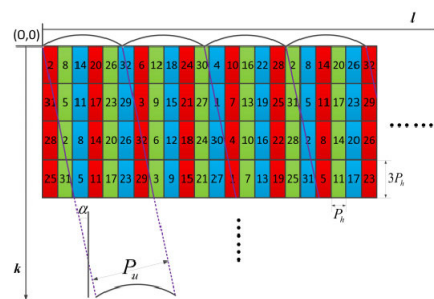 l
(0,0)
2 8 14 20 26 32 6 12 18 24 30 4 10 16 22 28 2 8 14 20 26 32
31 5 11 17 23 29 3 9 15 21 27 1 7 13 19 25 31 5 11 17 23 29
28 2 8 14 20 26 32 6 12 18 24 30 4 10 16 22 28 2 8 14 20 26
25 31 5 11 17 23 29 3 9 15 21 27 1 7 13 19 25 31 5 11 17 23
3P_h
α
P_h
P_u
k